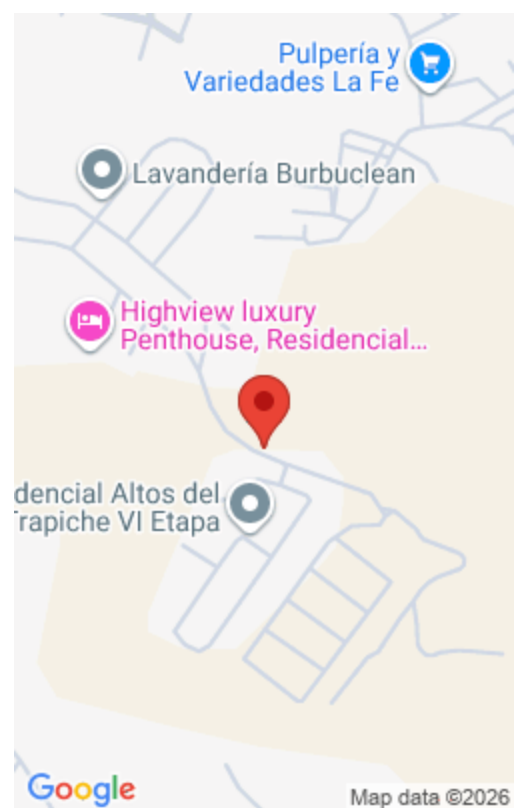 Pulpería y
Variedades La Fe
Lavandería Burbuclean
Highview luxury
Penthouse, Residencial...
dencial Altos del
Trapiche VI Etapa
Google
Map data ©2026